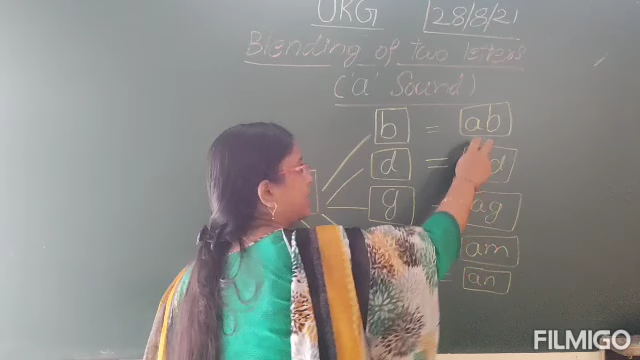 UKG
28/8/21
Blending of two letters
('a' Sound)
b = ab
d = d
g = ag
am
an
FILMIGO